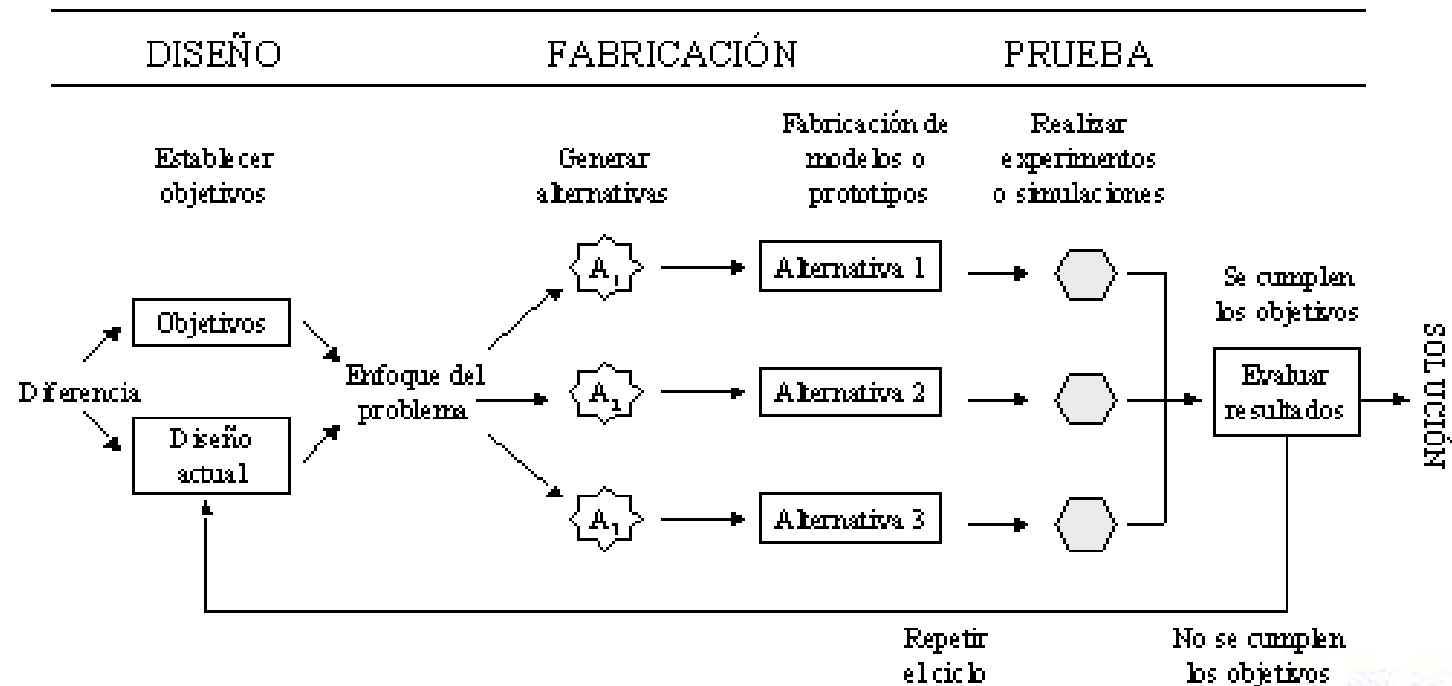 DISEÑO FABRICACIÓN PRUEBA
Establecer
objetivos
Generar
alternativas
Fabricación de
modelos o
prototipos
Realizar
experimentos
o simulaciones
Diferencia
Objetivos
Diseño
actual
Enfoque del
problema
A₁
Alternativa 1
A₁
Alternativa 2
A₁
Alternativa 3
Se cumplen
los objetivos
Evaluar
resultados
SOLUCIÓN
Repetir
el ciclo
No se cumplen
los objetivos